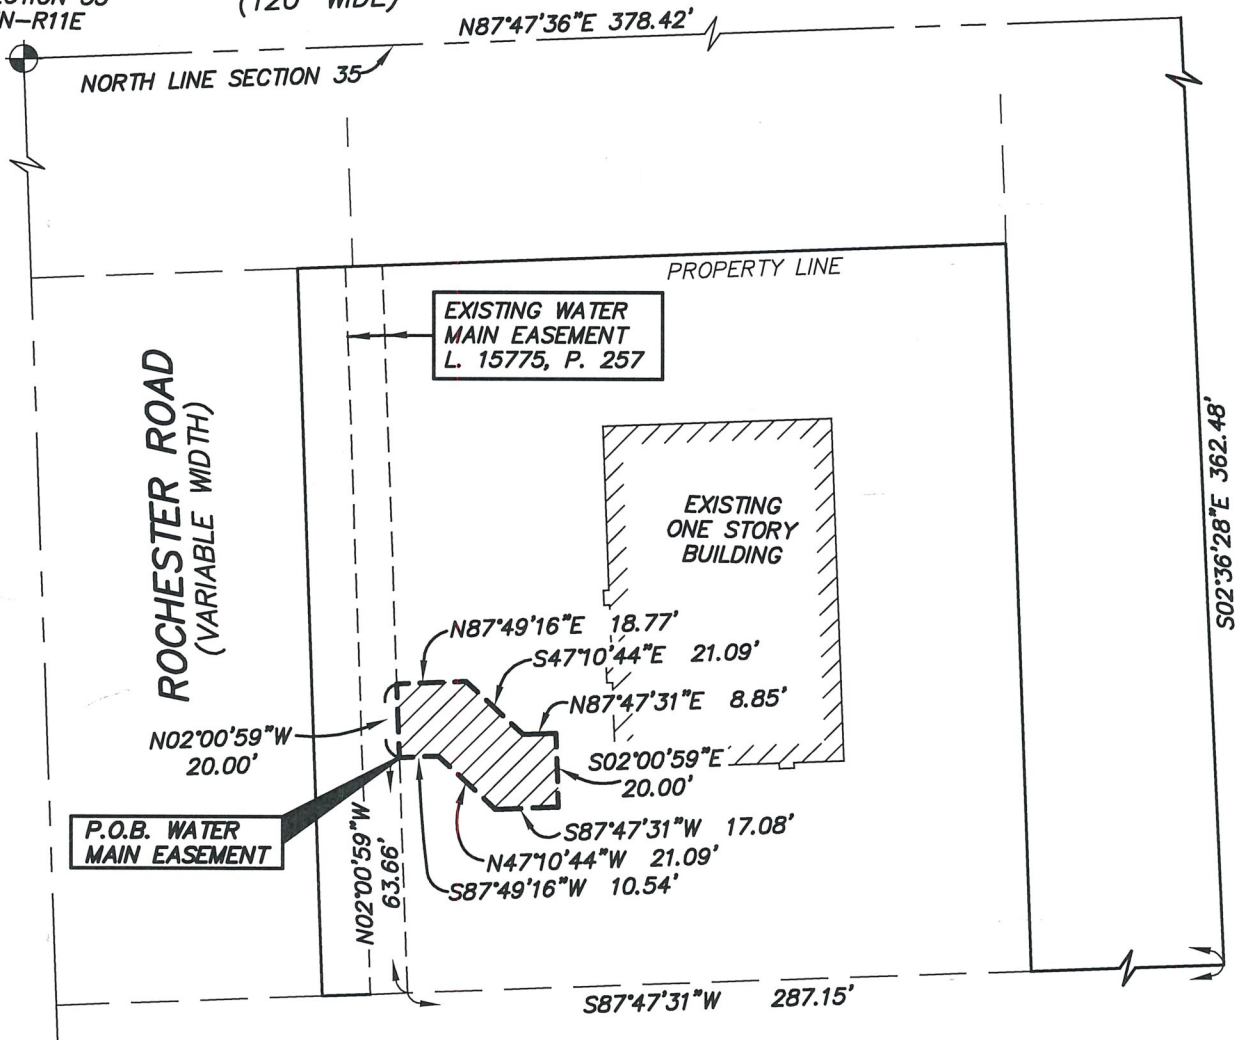 N-R11E
N87°47'36"E 378.42'
NORTH LINE SECTION 35
PROPERTY LINE
EXISTING WATER
MAIN EASEMENT
L. 15775, P. 257
ROCHESTER ROAD
(VARIABLE WIDTH)
EXISTING
ONE STORY
BUILDING
S02°36'28"E 362.48'
N87°49'16"E 18.77'
S47°10'44"E 21.09'
N87°47'31"E 8.85'
N02°00'59"W
20.00'
S02°00'59"E
20.00'
P.O.B. WATER
MAIN EASEMENT
S87°47'31"W 17.08'
N47°10'44"W 21.09'
S87°49'16"W 10.54'
N02°00'59"W
63.66'
S87°47'31"W 287.15'